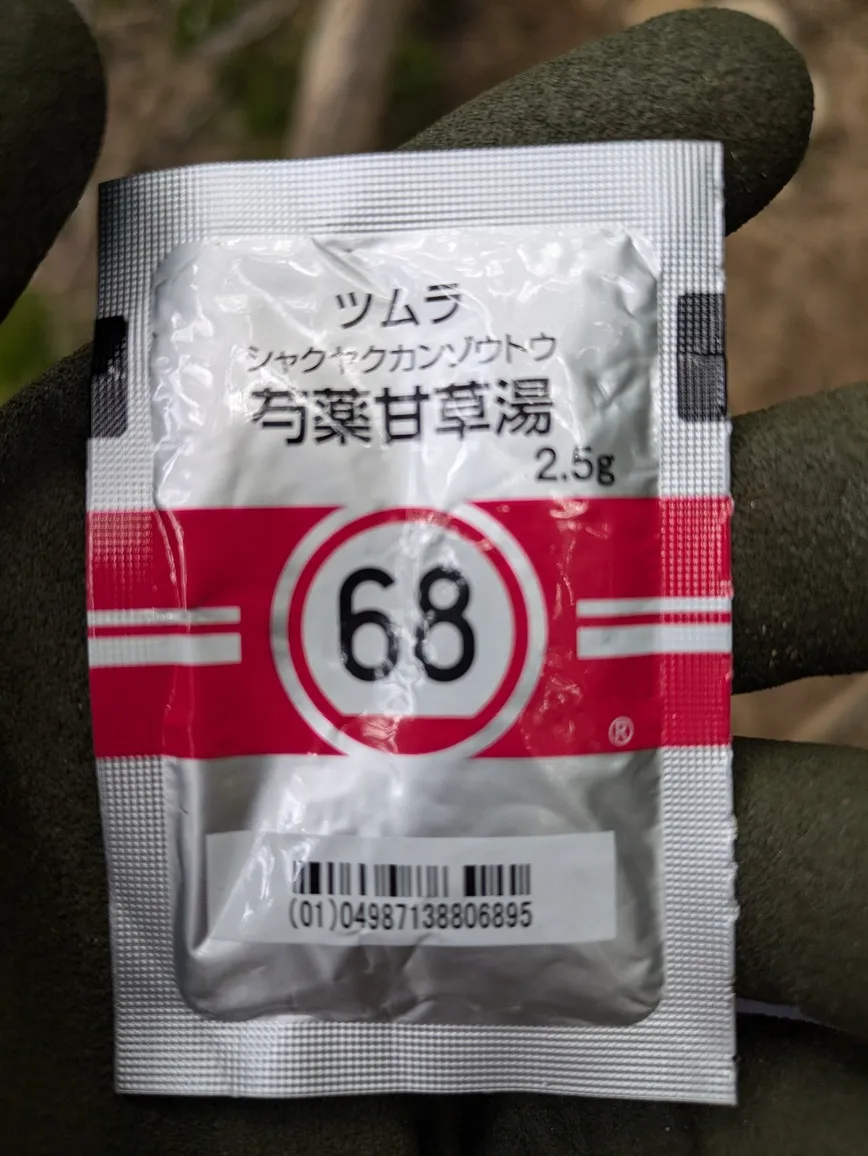 ツムラ
シャクヤクカンゾウトウ
芍薬甘草湯
2.5g
68
®
(01)04987138806895